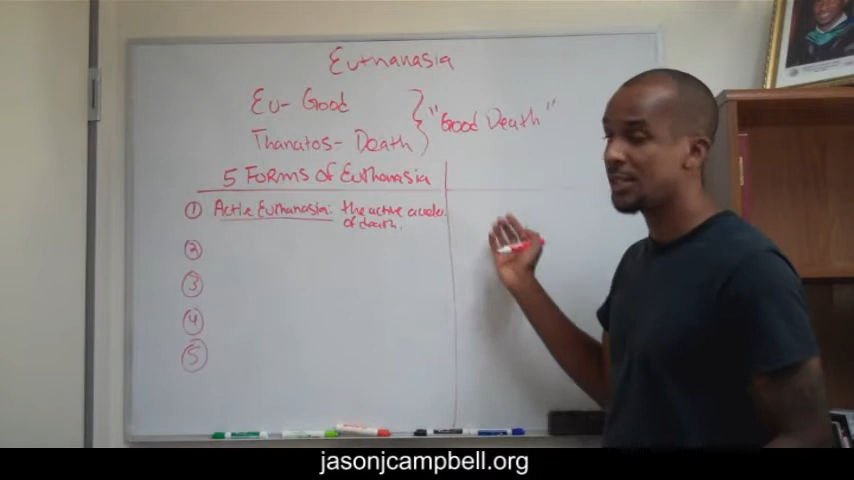 Euthanasia
Eu- Good
Thanatos- Death } "Good Death"
5 Forms of Euthanasia
① Active Euthanasia: the active acceler.
of death.
②
③
④
⑤
jasonjcampbell.org